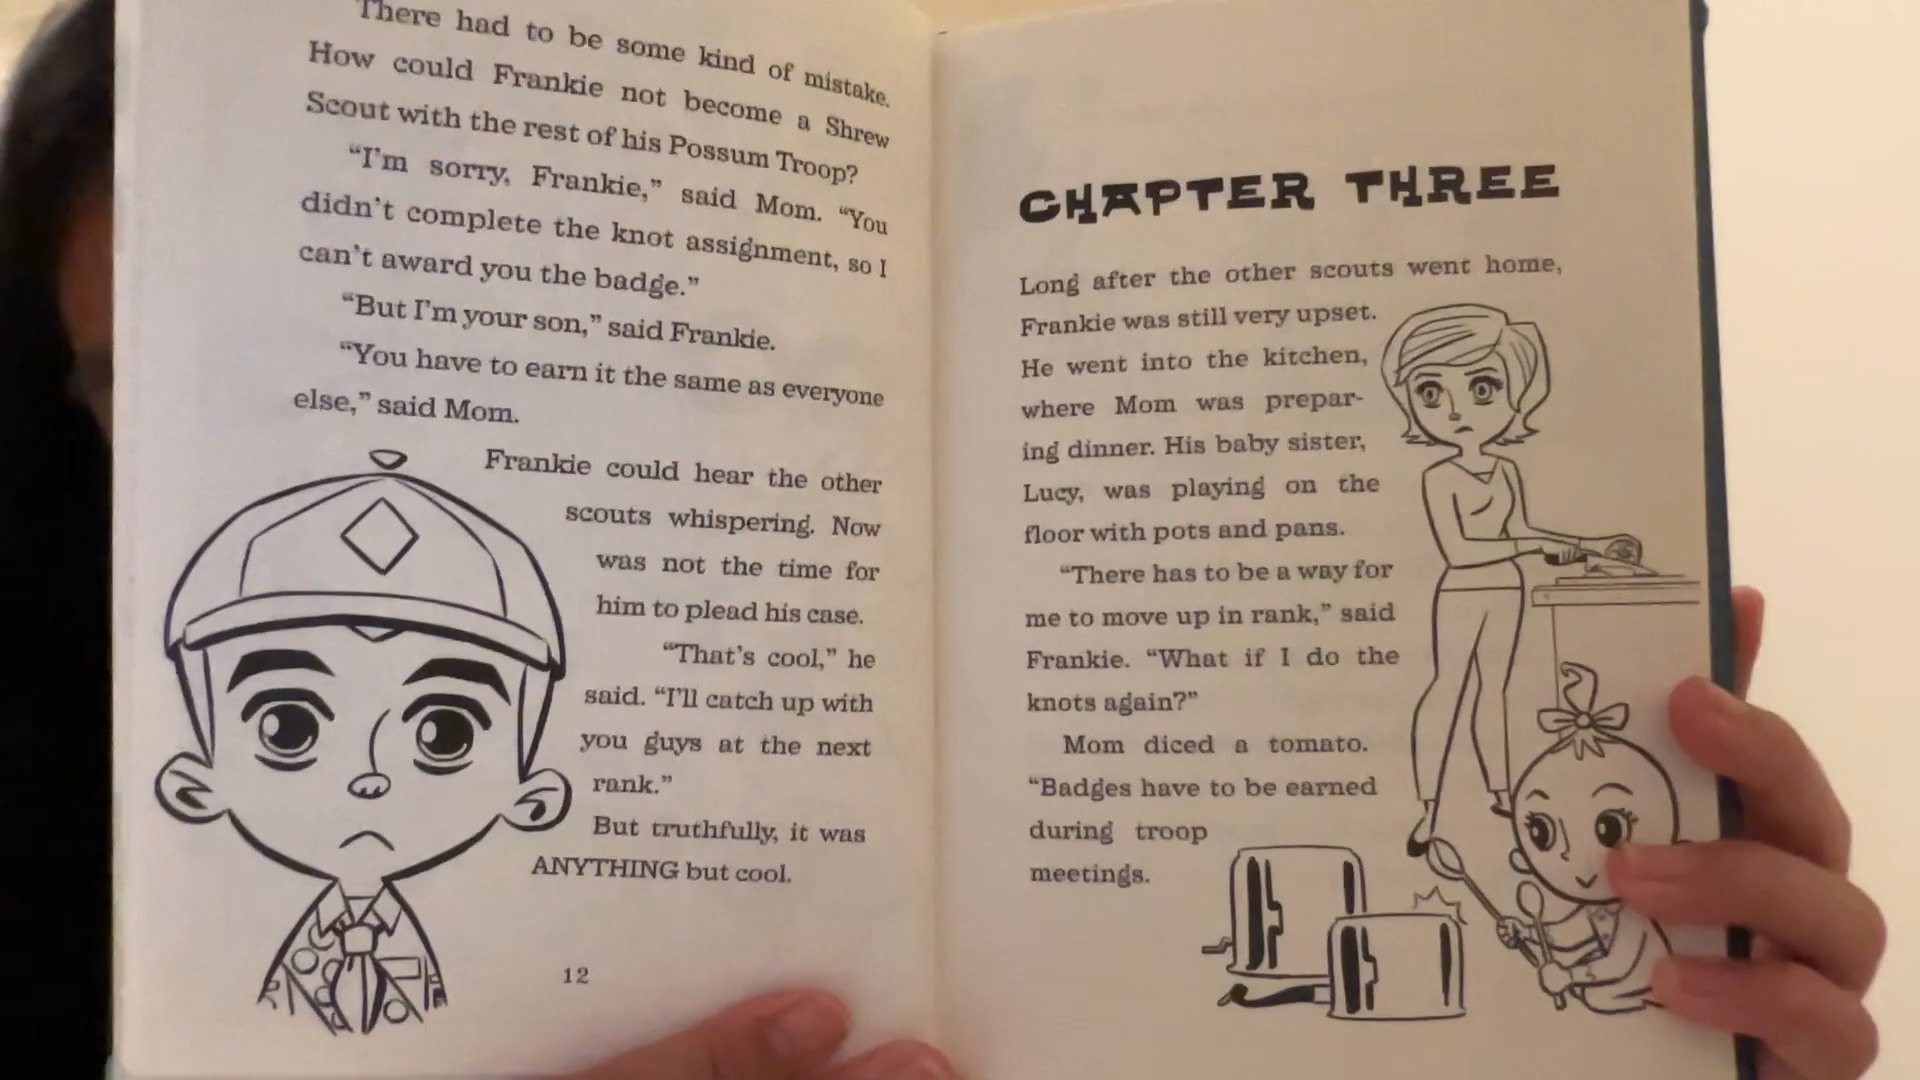 There had to be some kind of mistake.
How could Frankie not become a Shrew
Scout with the rest of his Possum Troop?
“I’m sorry, Frankie,” said Mom. “You
didn’t complete the knot assignment, so I
can’t award you the badge.”
“But I’m your son,” said Frankie.
“You have to earn it the same as everyone
else,” said Mom.
Frankie could hear the other
scouts whispering. Now
was not the time for
him to plead his case.
“That’s cool,” he
said. “I’ll catch up with
you guys at the next
rank.”
But truthfully, it was
ANYTHING but cool.
12
CHAPTER THREE
Long after the other scouts went home,
Frankie was still very upset.
He went into the kitchen,
where Mom was prepar-
ing dinner. His baby sister,
Lucy, was playing on the
floor with pots and pans.
“There has to be a way for
me to move up in rank,” said
Frankie. “What if I do the
knots again?”
Mom diced a tomato.
“Badges have to be earned
during troop
meetings.